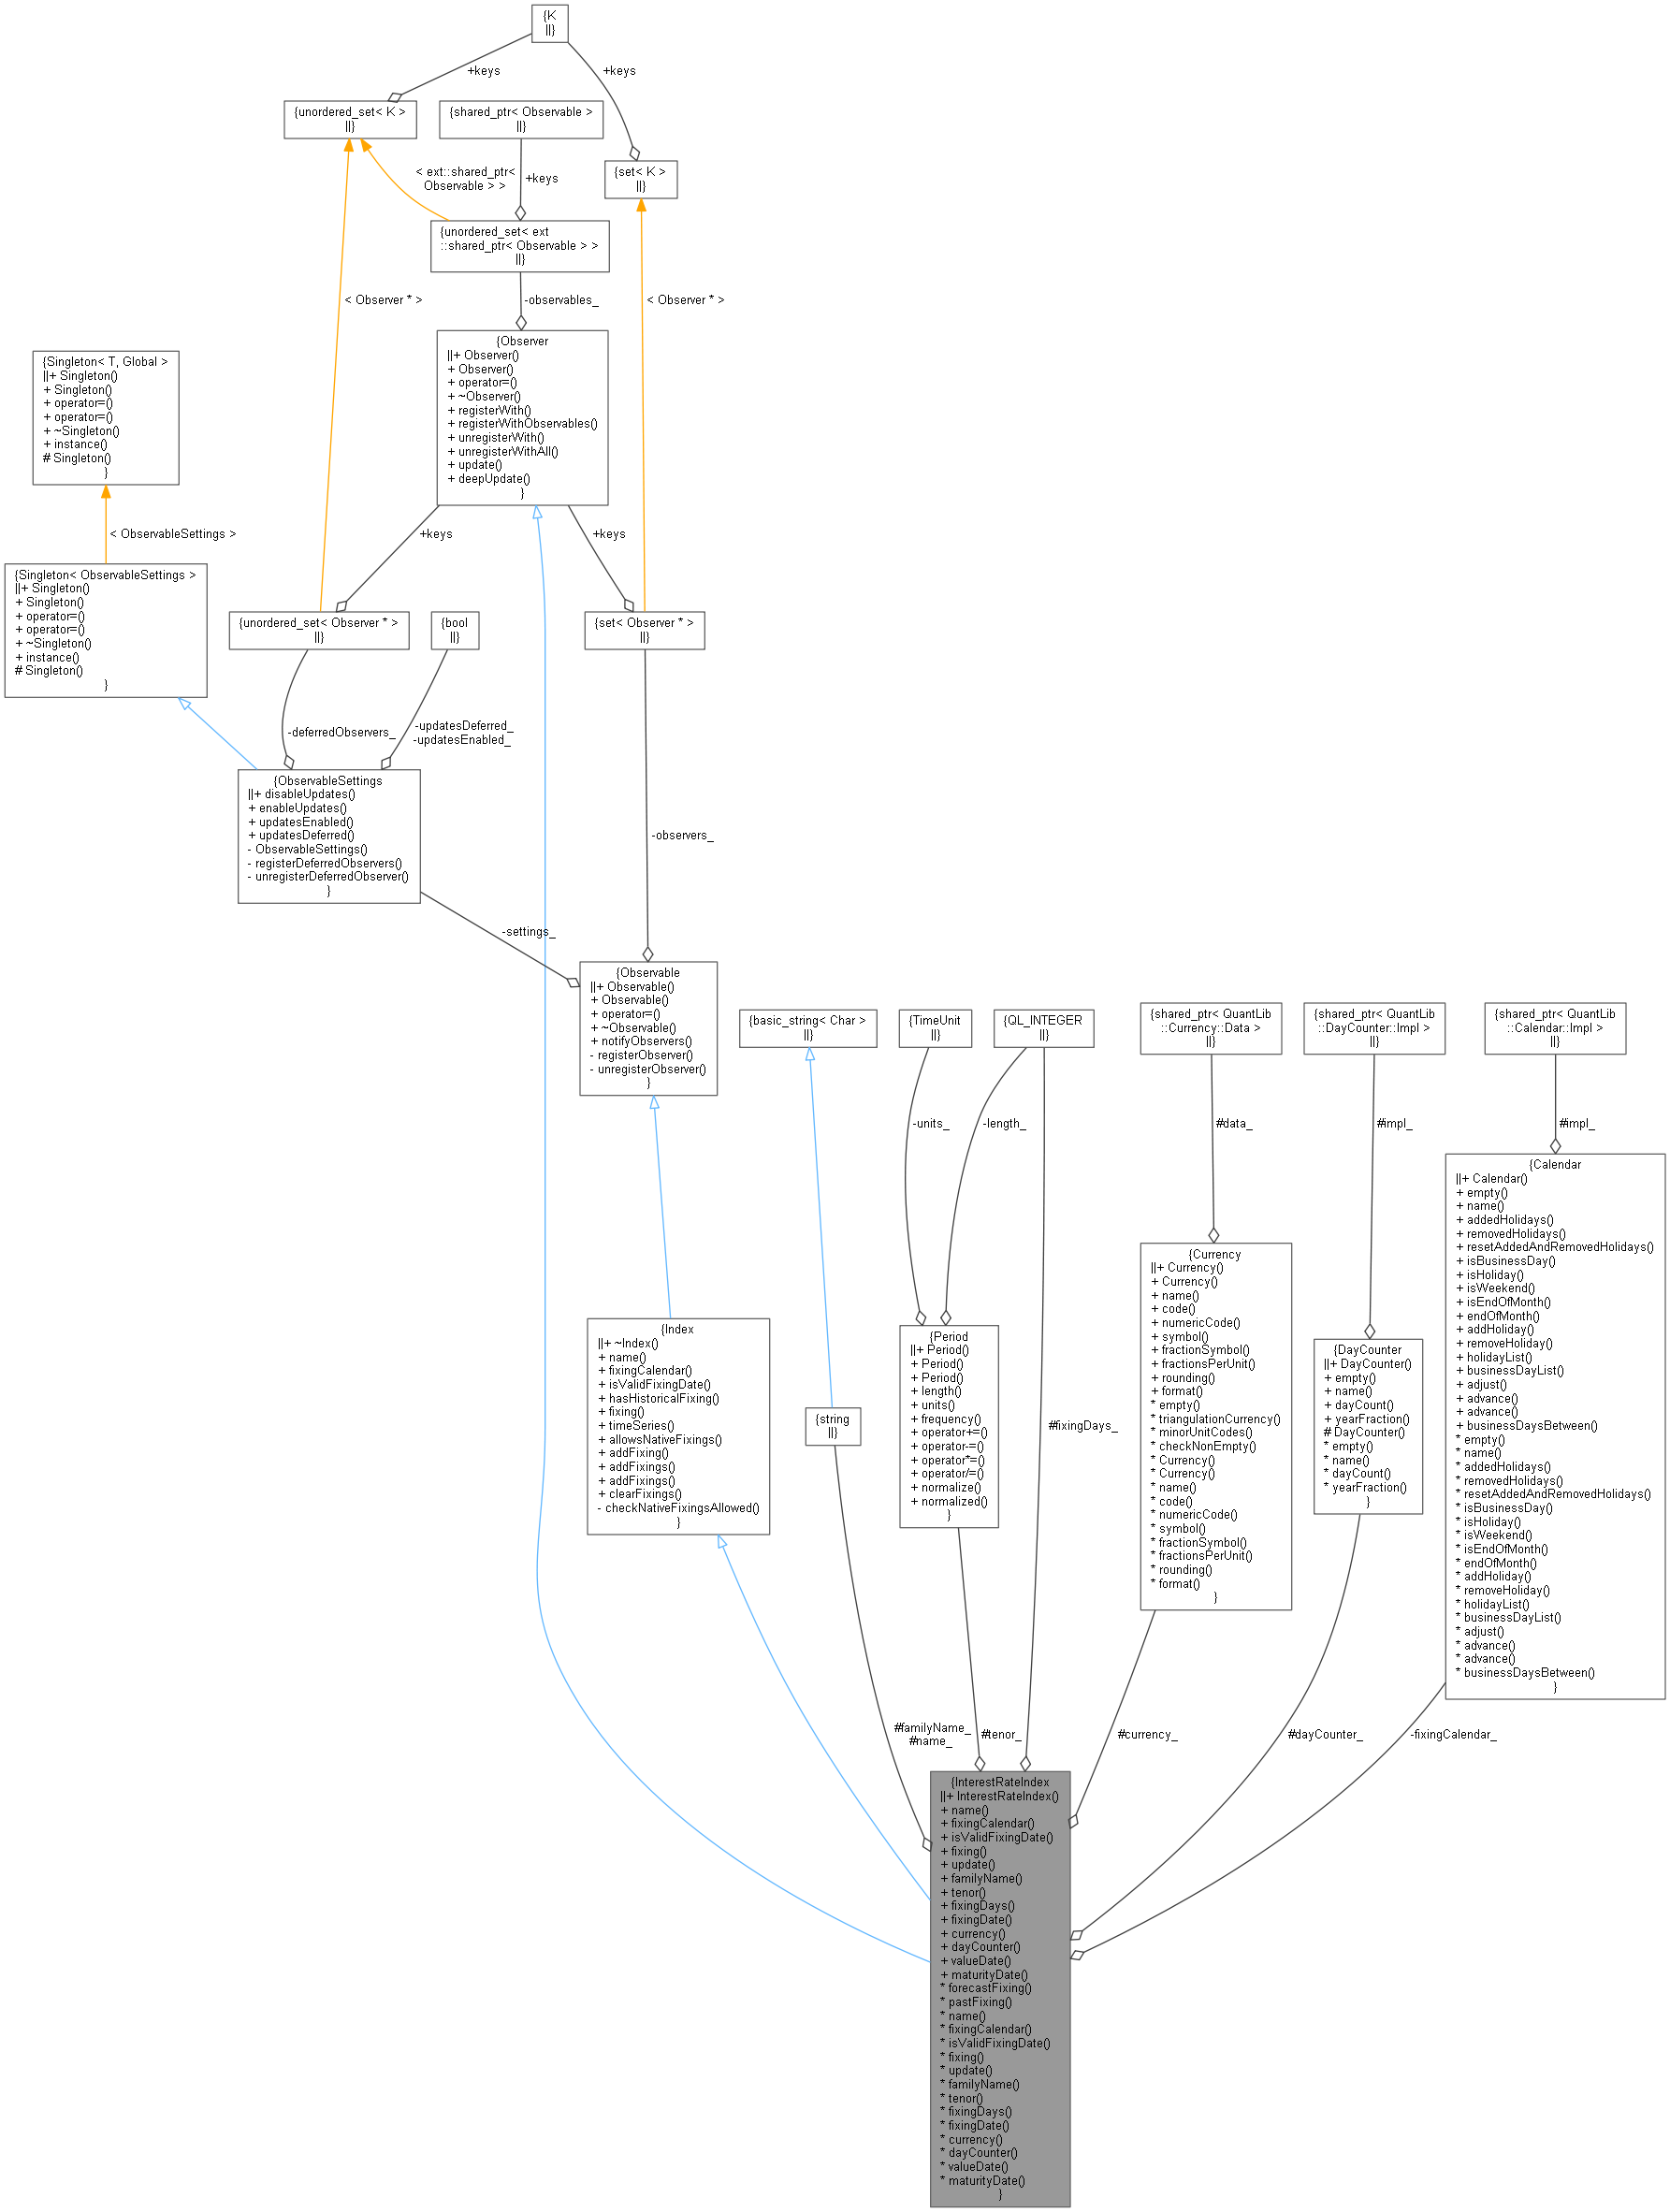 {K
||}
+keys
+keys
{unordered_set< K >
||}
{shared_ptr< Observable >
||}
< ext::shared_ptr<
Observable > >
+keys
{set< K >
||}
{unordered_set< ext
::shared_ptr< Observable > >
||}
< Observer * >
-observables_
< Observer * >
{Singleton< T, Global >
||+ Singleton()
+ Singleton()
+ operator=()
+ operator=()
+ ~Singleton()
+ instance()
# Singleton()
}
{Observer
||+ Observer()
+ Observer()
+ operator=()
+ ~Observer()
+ registerWith()
+ registerWithObservables()
+ unregisterWith()
+ unregisterWithAll()
+ update()
+ deepUpdate()
}
< ObservableSettings >
+keys
+keys
{Singleton< ObservableSettings >
||+ Singleton()
+ Singleton()
+ operator=()
+ operator=()
+ ~Singleton()
+ instance()
# Singleton()
}
{unordered_set< Observer * >
||}
{bool
||}
{set< Observer * >
||}
-deferredObservers_
-updatesDeferred_
-updatesEnabled_
{ObservableSettings
||+ disableUpdates()
+ enableUpdates()
+ updatesEnabled()
+ updatesDeferred()
- ObservableSettings()
- registerDeferredObservers()
- unregisterDeferredObserver()
}
-observers_
-settings_
{Observable
||+ Observable()
+ Observable()
+ operator=()
+ ~Observable()
+ notifyObservers()
- registerObserver()
- unregisterObserver()
}
{basic_string< Char >
||}
{TimeUnit
||}
{QL_INTEGER
||}
{shared_ptr< QuantLib
::Currency::Data >
||}
{shared_ptr< QuantLib
::DayCounter::Impl >
||}
{shared_ptr< QuantLib
::Calendar::Impl >
||}
-units_
-length_
#data_
#impl_
#impl_
{Calendar
||+ Calendar()
+ empty()
+ name()
+ addedHolidays()
+ removedHolidays()
+ resetAddedAndRemovedHolidays()
+ isBusinessDay()
+ isHoliday()
+ isWeekend()
+ isEndOfMonth()
+ endOfMonth()
+ addHoliday()
+ removeHoliday()
+ holidayList()
+ businessDayList()
+ adjust()
+ advance()
+ advance()
+ businessDaysBetween()
* empty()
* name()
* addedHolidays()
* removedHolidays()
* resetAddedAndRemovedHolidays()
* isBusinessDay()
* isHoliday()
* isWeekend()
* isEndOfMonth()
* endOfMonth()
* addHoliday()
* removeHoliday()
* holidayList()
* businessDayList()
* adjust()
* advance()
* advance()
* businessDaysBetween()
}
{Currency
||+ Currency()
+ Currency()
+ name()
+ code()
+ numericCode()
+ symbol()
+ fractionSymbol()
+ fractionsPerUnit()
+ rounding()
+ format()
* empty()
* triangulationCurrency()
* minorUnitCodes()
* checkNonEmpty()
* Currency()
* Currency()
* name()
* code()
* numericCode()
* symbol()
* fractionSymbol()
* fractionsPerUnit()
* rounding()
* format()
}
{Index
||+ ~Index()
+ name()
+ fixingCalendar()
+ isValidFixingDate()
+ hasHistoricalFixing()
+ fixing()
+ timeSeries()
+ allowsNativeFixings()
+ addFixing()
+ addFixings()
+ addFixings()
+ clearFixings()
- checkNativeFixingsAllowed()
}
{string
||}
{Period
||+ Period()
+ Period()
+ Period()
+ length()
+ units()
+ frequency()
+ operator+=()
+ operator-=()
+ operator*=()
+ operator/=()
+ normalize()
+ normalized()
}
#fixingDays_
{DayCounter
||+ DayCounter()
+ empty()
+ name()
+ dayCount()
+ yearFraction()
# DayCounter()
* empty()
* name()
* dayCount()
* yearFraction()
}
#familyName_
#name_
#tenor_
#currency_
#dayCounter_
-fixingCalendar_
{InterestRateIndex
||+ InterestRateIndex()
+ name()
+ fixingCalendar()
+ isValidFixingDate()
+ fixing()
+ update()
+ familyName()
+ tenor()
+ fixingDays()
+ fixingDate()
+ currency()
+ dayCounter()
+ valueDate()
+ maturityDate()
* forecastFixing()
* pastFixing()
* name()
* fixingCalendar()
* isValidFixingDate()
* fixing()
* update()
* familyName()
* tenor()
* fixingDays()
* fixingDate()
* currency()
* dayCounter()
* valueDate()
* maturityDate()
}